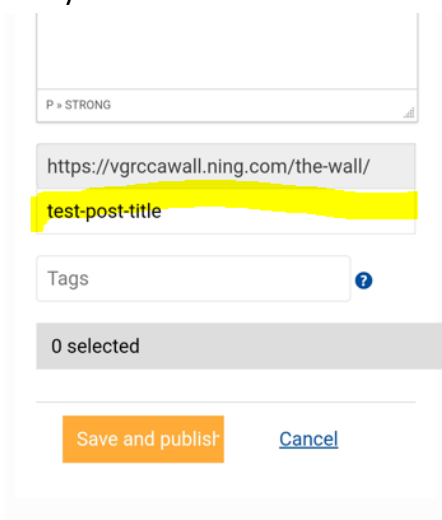 P » STRONG
https://vgrccawall.ning.com/the-wall/
test-post-title
Tags
?
0 selected
Save and publish Cancel